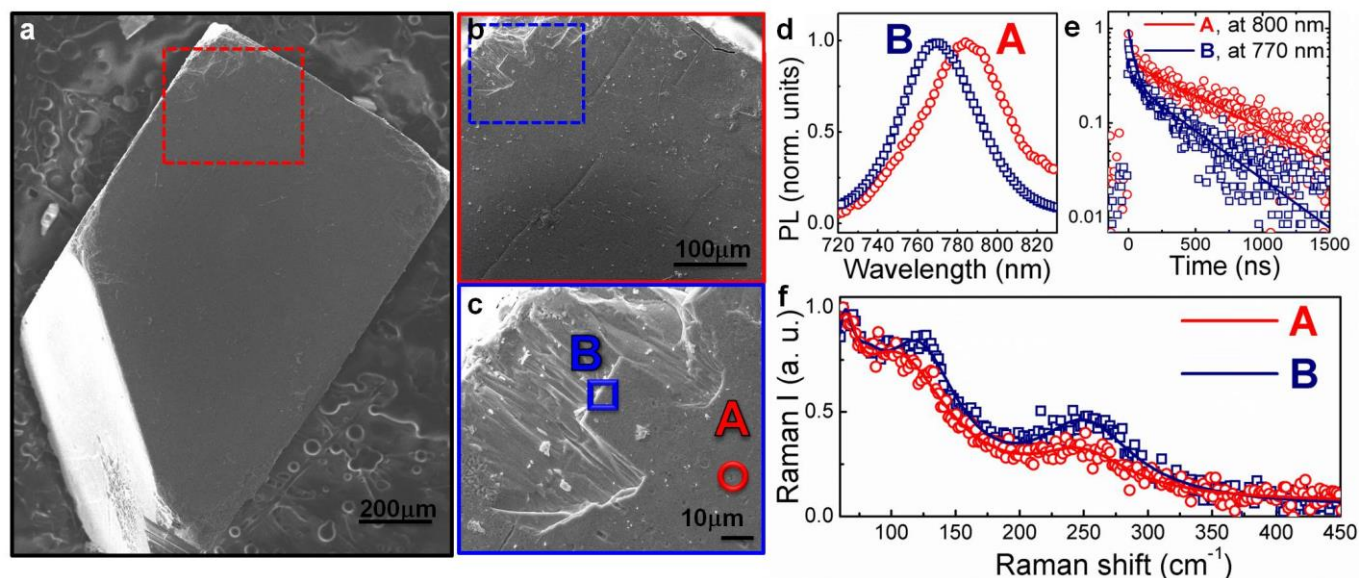 a
200μm
b
100μm
c
B
A
10μm
d
B
A
PL (norm. units)
1.0
0.5
0.0
720 740 760 780 800 820
Wavelength (nm)
e
A, at 800 nm
B, at 770 nm
1
0.1
0.01
0 500 1000 1500
Time (ns)
f
A
B
Raman I (a. u.)
1.0
0.5
0.0
100 150 200 250 300 350 400 450
Raman shift (cm⁻¹)